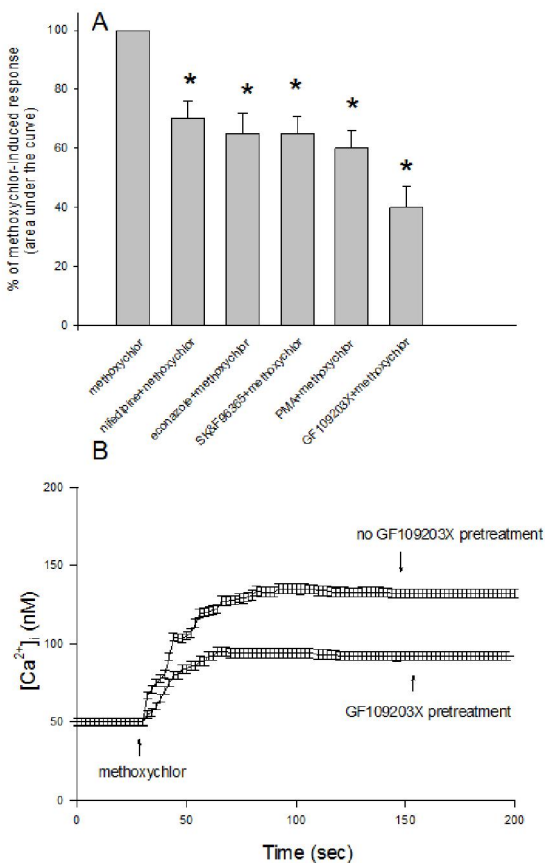 A
% of methoxychlor-induced response
(area under the curve)
100
80
60
40
20
0
*
*
*
*
*
methoxychlor
nifedipine+methoxychlor
econazole+methoxychlor
SK&F96365+methoxychlor
PMA+methoxychlor
GF109203X+methoxychlor
B
[Ca²⁺]ᵢ (nM)
200
150
100
50
0
no GF109203X pretreatment
GF109203X pretreatment
methoxychlor
0
50
100
150
200
Time (sec)